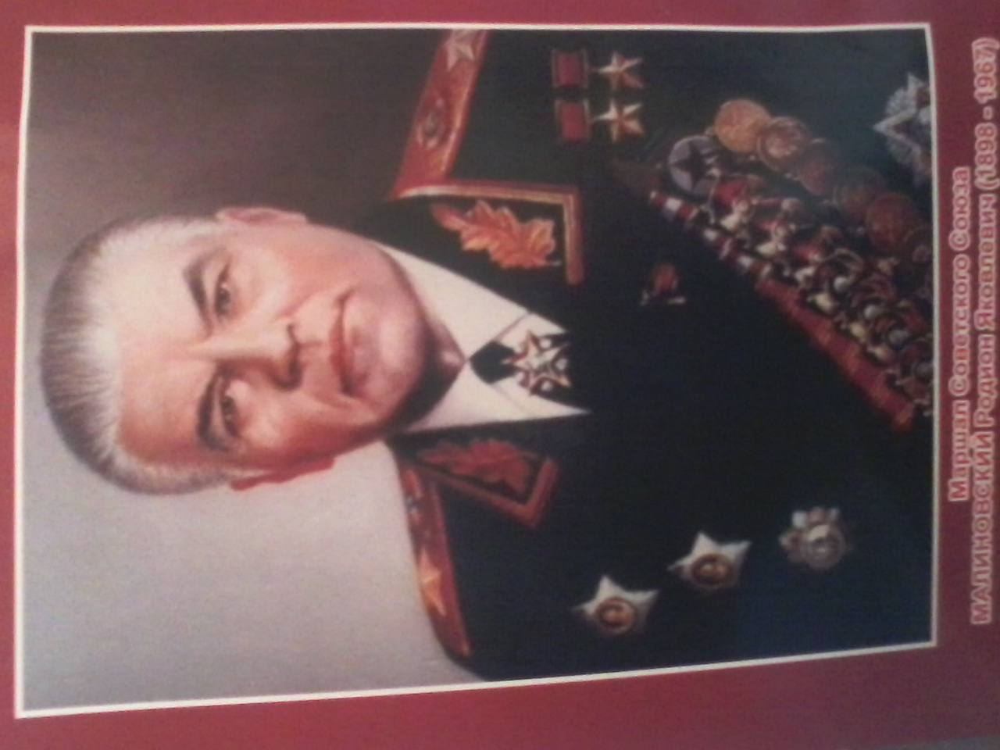 Маршал Советского Союза
МАЛИНОВСКИЙ Родион Яковлевич (1898 - 1967)